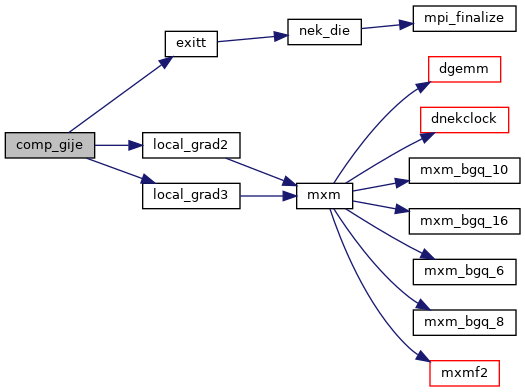 comp_gije
exitt
nek_die
mpi_finalize
local_grad2
local_grad3
mxm
dgemm
dnekclock
mxm_bgq_10
mxm_bgq_16
mxm_bgq_6
mxm_bgq_8
mxmf2